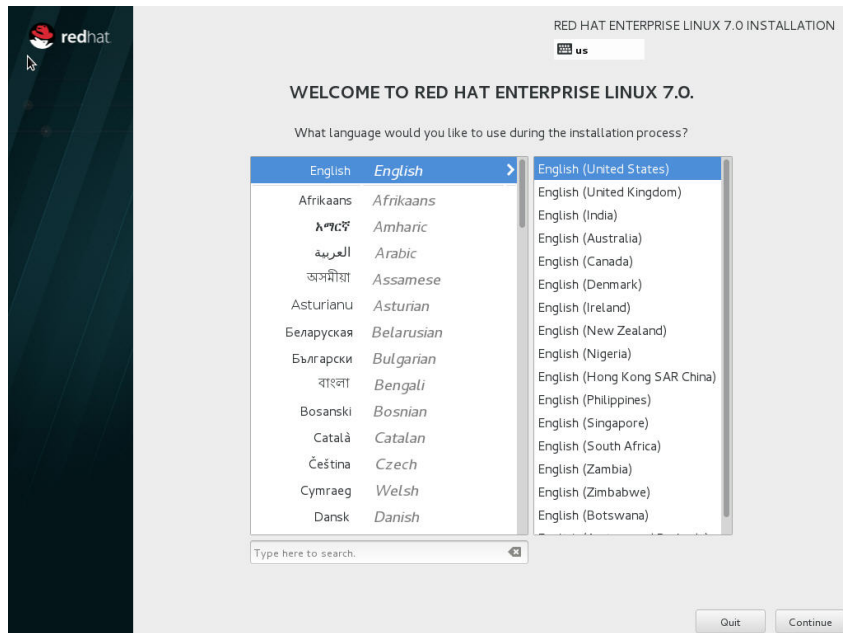 redhat
RED HAT ENTERPRISE LINUX 7.0 INSTALLATION
us
WELCOME TO RED HAT ENTERPRISE LINUX 7.0.
What language would you like to use during the installation process?
English English
Afrikaans Afrikaans
አማርኛ Amharic
العربية Arabic
অসমীয়া Assamese
Asturianu Asturian
Беларуская Belarusian
Български Bulgarian
বাংলা Bengali
Bosanski Bosnian
Català Catalan
Čeština Czech
Cymraeg Welsh
Dansk Danish
English (United States)
English (United Kingdom)
English (India)
English (Australia)
English (Canada)
English (Denmark)
English (Ireland)
English (New Zealand)
English (Nigeria)
English (Hong Kong SAR China)
English (Philippines)
English (Singapore)
English (South Africa)
English (Zambia)
English (Zimbabwe)
English (Botswana)
Type here to search.
Quit
Continue